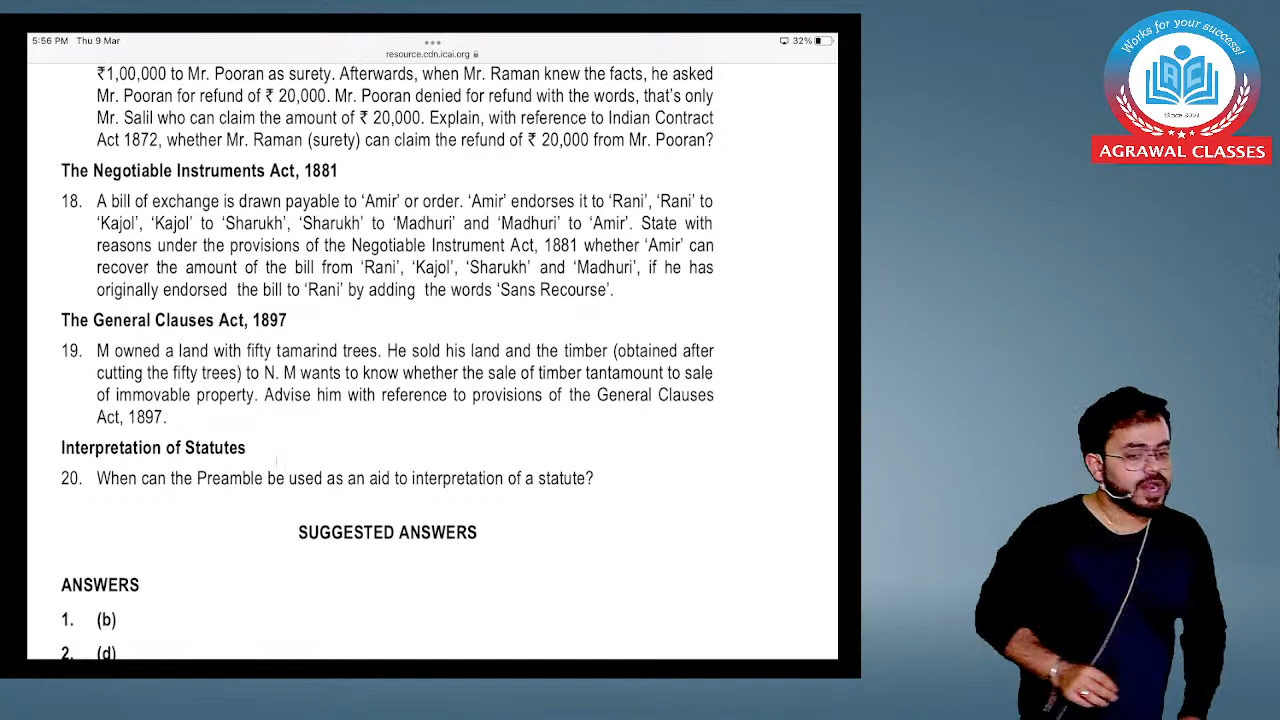 5:56 PM Thu 9 Mar
32%
resource.cdn.icai.org
₹1,00,000 to Mr. Pooran as surety. Afterwards, when Mr. Raman knew the facts, he asked
Mr. Pooran for refund of ₹ 20,000. Mr. Pooran denied for refund with the words, that's only
Mr. Salil who can claim the amount of ₹ 20,000. Explain, with reference to Indian Contract
Act 1872, whether Mr. Raman (surety) can claim the refund of ₹ 20,000 from Mr. Pooran?
The Negotiable Instruments Act, 1881
18. A bill of exchange is drawn payable to 'Amir' or order. 'Amir' endorses it to 'Rani', 'Rani' to
'Kajol', 'Kajol' to 'Sharukh', 'Sharukh' to 'Madhuri' and 'Madhuri' to 'Amir'. State with
reasons under the provisions of the Negotiable Instrument Act, 1881 whether 'Amir' can
recover the amount of the bill from 'Rani', 'Kajol', 'Sharukh' and 'Madhuri', if he has
originally endorsed the bill to 'Rani' by adding the words 'Sans Recourse'.
The General Clauses Act, 1897
19. M owned a land with fifty tamarind trees. He sold his land and the timber (obtained after
cutting the fifty trees) to N. M wants to know whether the sale of timber tantamount to sale
of immovable property. Advise him with reference to provisions of the General Clauses
Act, 1897.
Interpretation of Statutes
20. When can the Preamble be used as an aid to interpretation of a statute?
SUGGESTED ANSWERS
ANSWERS
1. (b)
2. (d)
Works for your success!
AC
Since 2021
AGRAWAL CLASSES